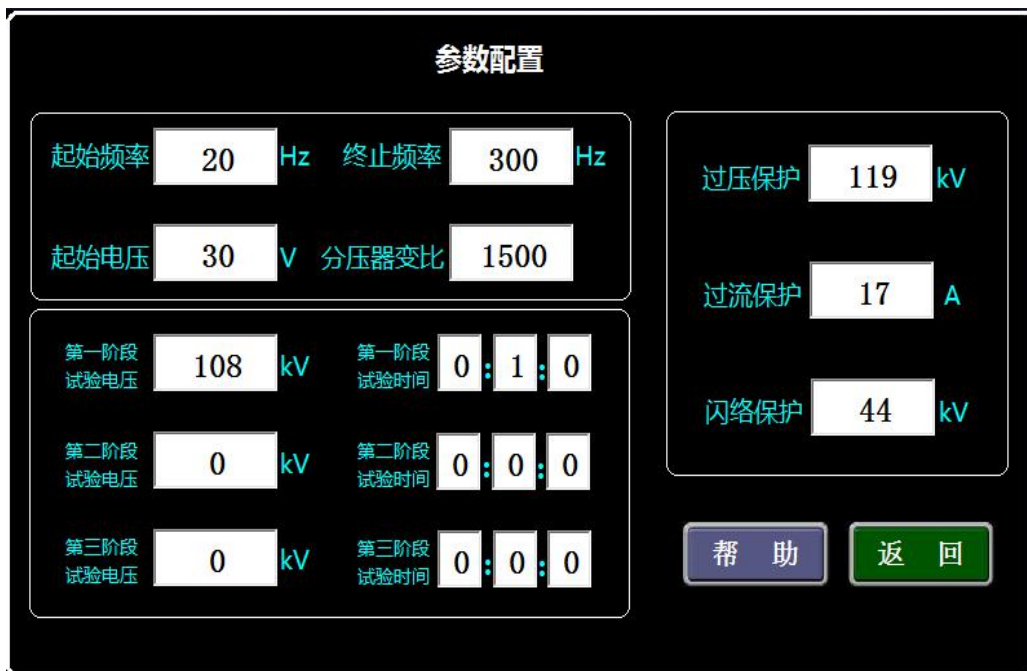 参数配置
起始频率 20 Hz 终止频率 300 Hz
起始电压 30 V 分压器变比 1500
第一阶段
试验电压 108 kV
第一阶段
试验时间 0 : 1 : 0
第二阶段
试验电压 0 kV
第二阶段
试验时间 0 : 0 : 0
第三阶段
试验电压 0 kV
第三阶段
试验时间 0 : 0 : 0
过压保护 119 kV
过流保护 17 A
闪络保护 44 kV
帮 助 返 回